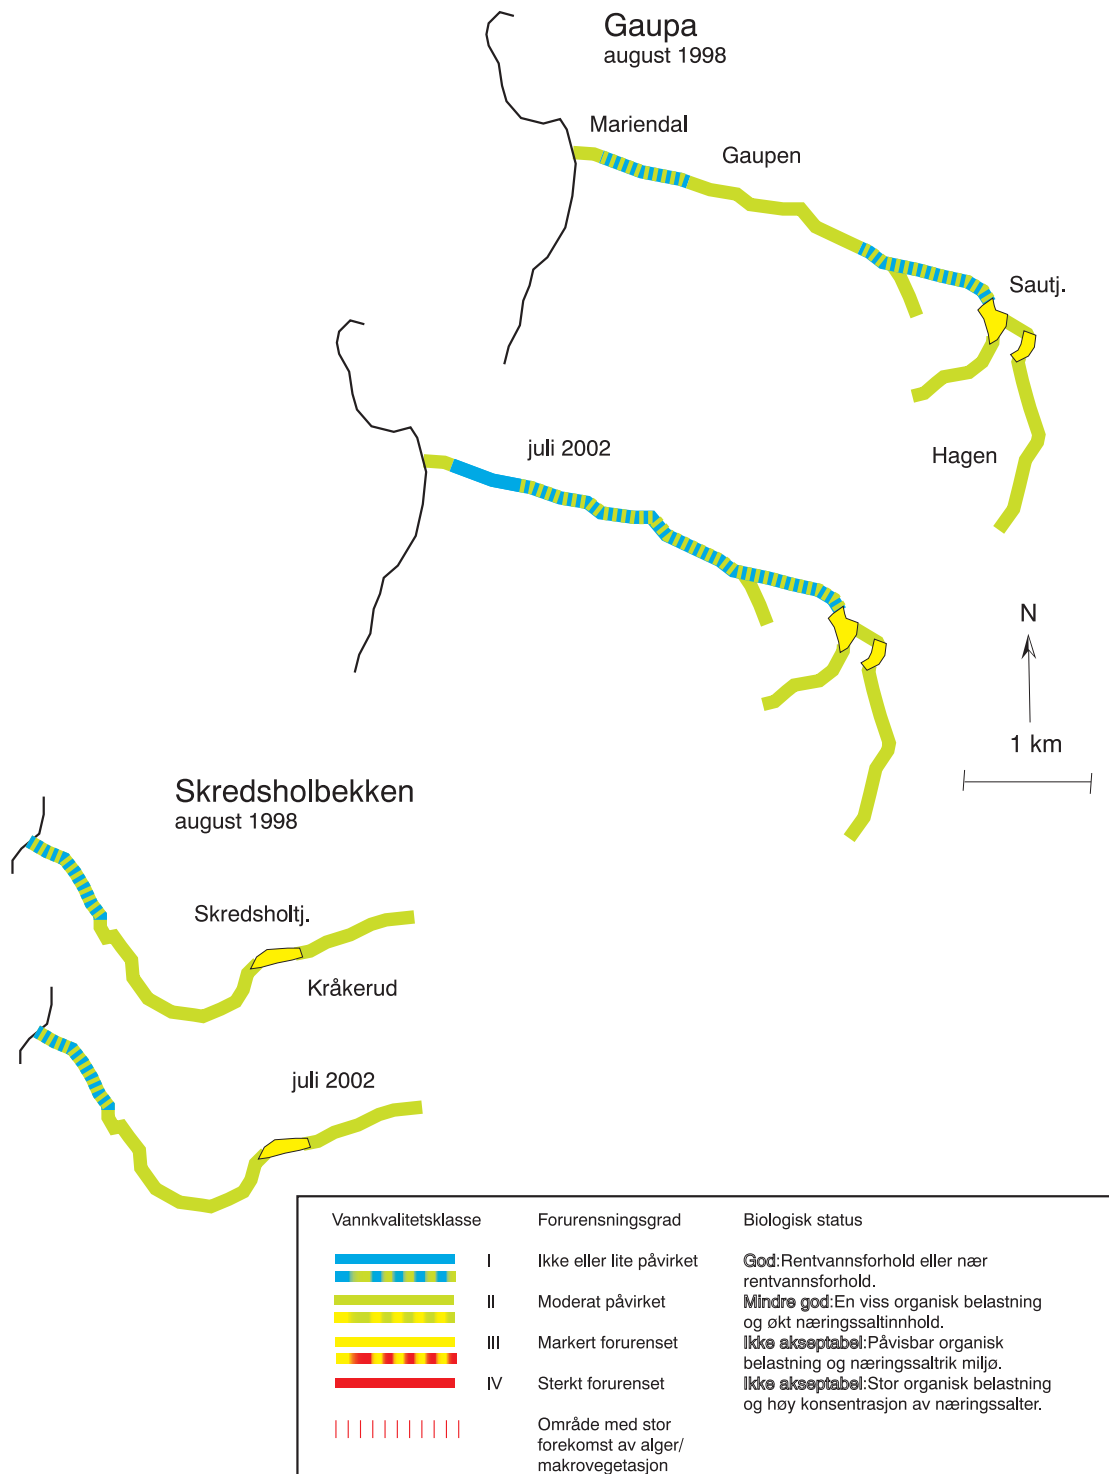 Gaupa
august 1998
Mariendal
Gaupen
Sautj.
Hagen
juli 2002
N
1 km
Skredsholbekken
august 1998
Skredsholtj.
Kråkerud
juli 2002
Vannkvalitetsklasse Forurensningsgrad Biologisk status
I Ikke eller lite påvirket God:Rentvannsforhold eller nær
rentvannsforhold.
II Moderat påvirket Mindre god:En viss organisk belastning
og økt næringssaltinnhold.
III Markert forurenset Ikke akseptabel:Påvisbar organisk
belastning og næringssaltrik miljø.
IV Sterkt forurenset Ikke akseptabel:Stor organisk belastning
og høy konsentrasjon av næringssalter.
Område med stor
forekomst av alger/
makrovegetasjon